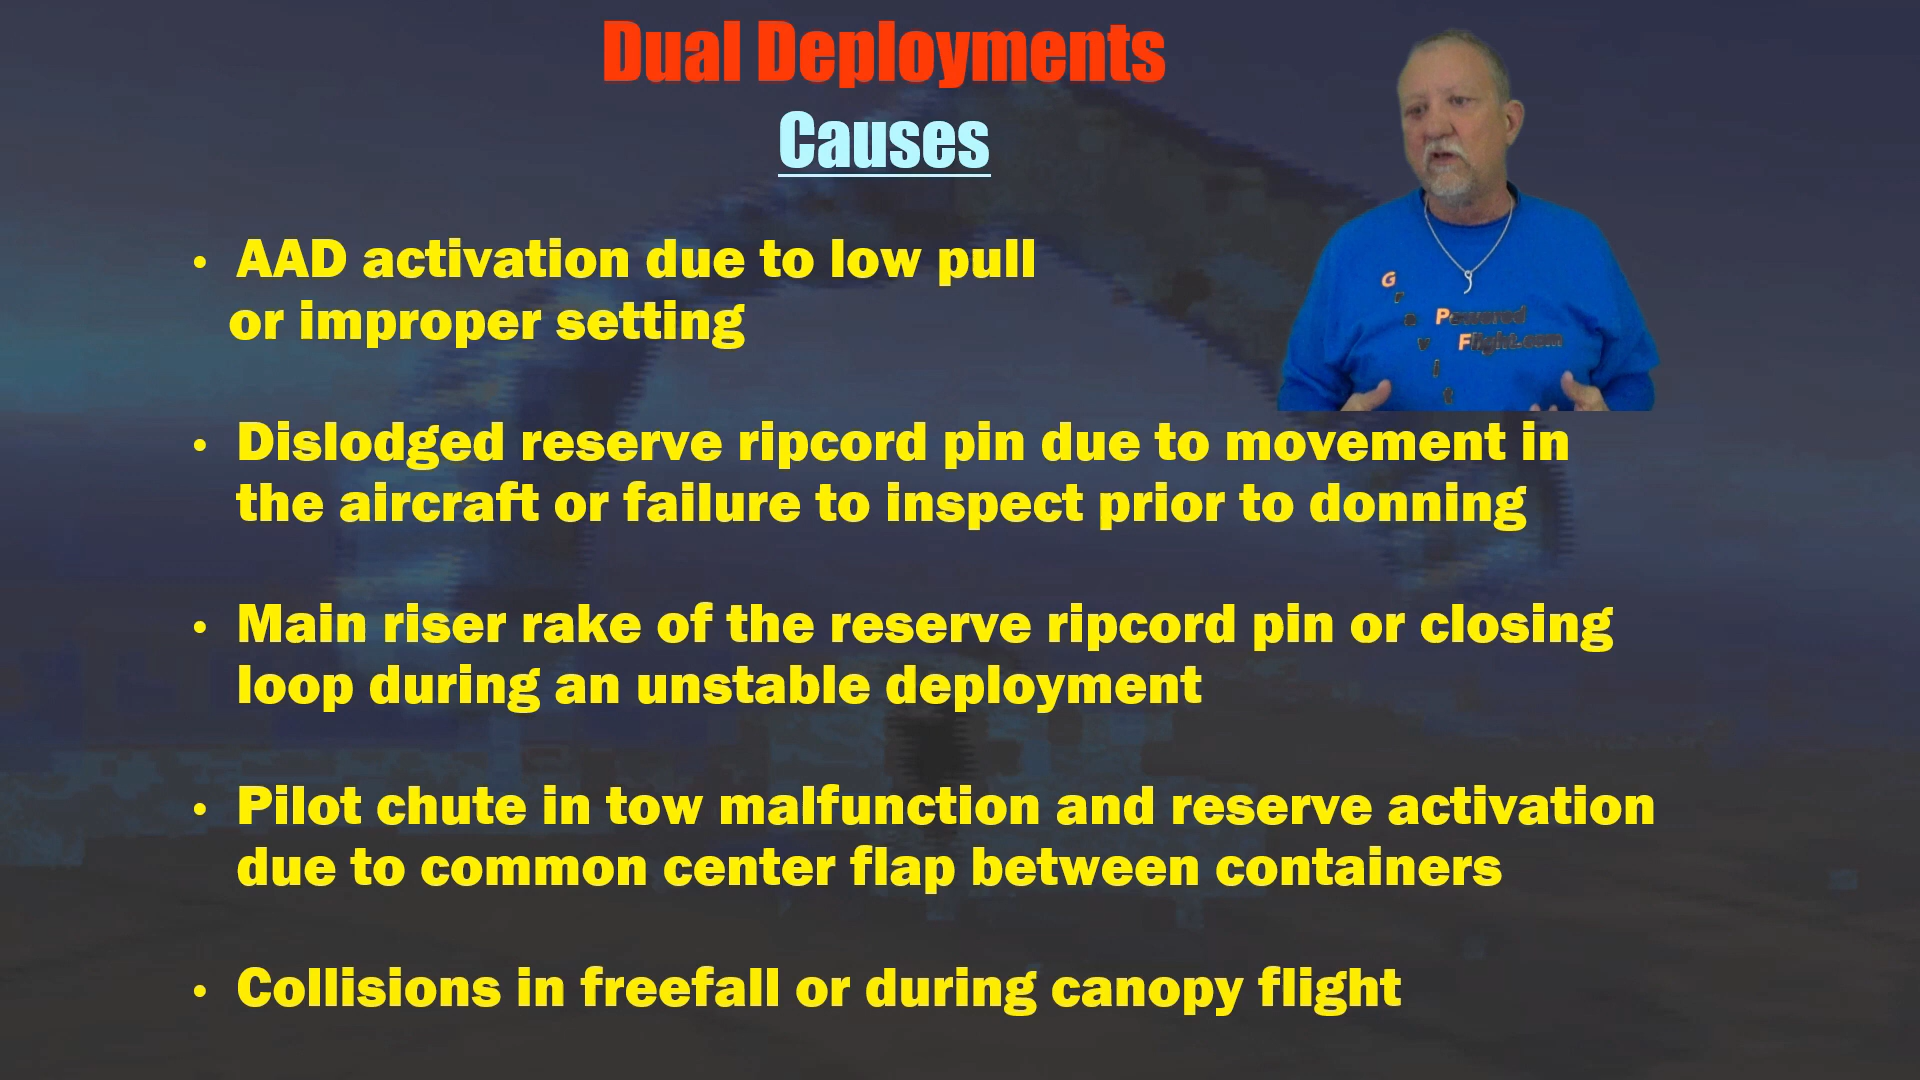 Dual Deployments
Causes
• AAD activation due to low pull
or improper setting
• Dislodged reserve ripcord pin due to movement in
the aircraft or failure to inspect prior to donning
• Main riser rake of the reserve ripcord pin or closing
loop during an unstable deployment
• Pilot chute in tow malfunction and reserve activation
due to common center flap between containers
• Collisions in freefall or during canopy flight
Powered
Flight.com